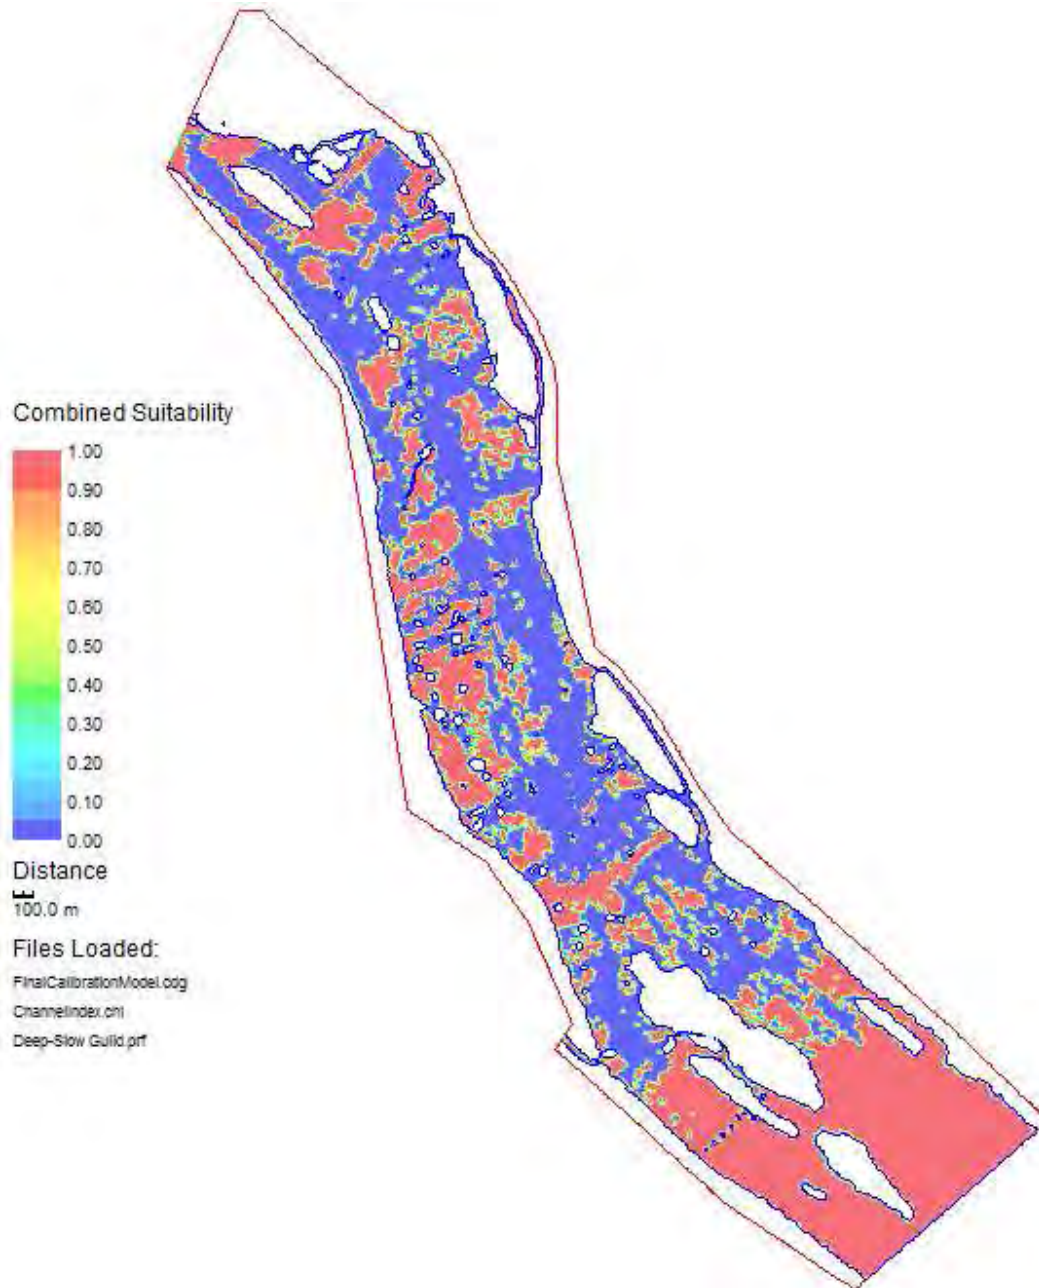 Combined Suitability
1.00
0.90
0.80
0.70
0.60
0.50
0.40
0.30
0.20
0.10
0.00
Distance
100.0 m
Files Loaded:
FinalCalibrationModel.cdg
ChannelIndex.chi
Deep-Slow Guild.prf